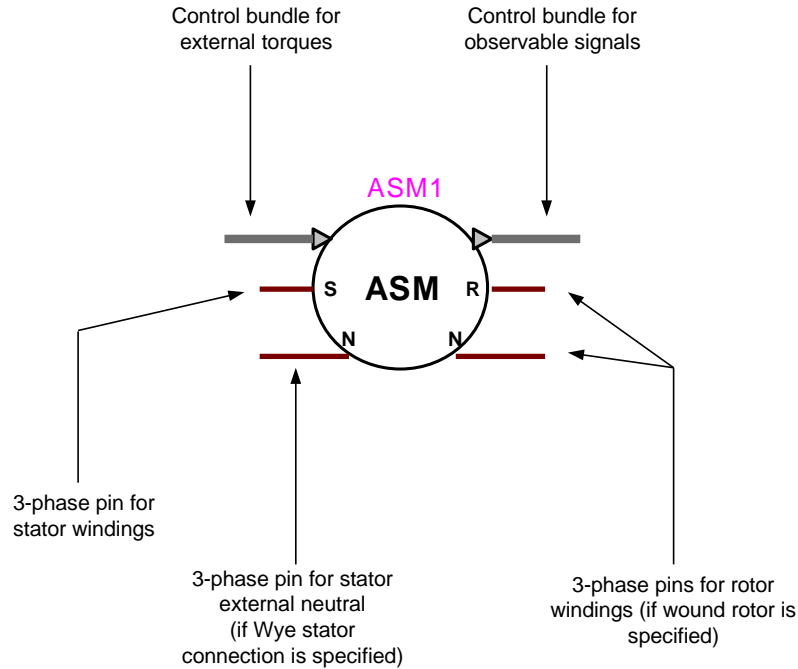 Control bundle for
external torques
Control bundle for
observable signals
ASM1
S
ASM
R
N
N
3-phase pin for
stator windings
3-phase pin for stator
external neutral
(if Wye stator
connection is specified)
3-phase pins for rotor
windings (if wound rotor is
specified)